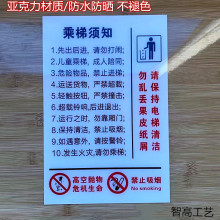 亚克力材质/防水防晒 不褪色
乘梯须知
1.先出后进，请勿打闹；
2.儿童乘梯，成人陪同；
3.危险物品，禁止进梯；
4.运送货物，严禁超载；
5.轻触按钮，严禁撞击；
6.超载铃响，后进退出；
7.运行之时，勿靠厢门；
8.保持清洁，禁止吸烟；
9.如遇意外，请按警铃；
10.发生火灾，请勿乘梯；
请保持电梯清洁
勿乱丢果皮纸屑
高空抛物
危机生命
禁止吸烟
No smoking
智高工艺